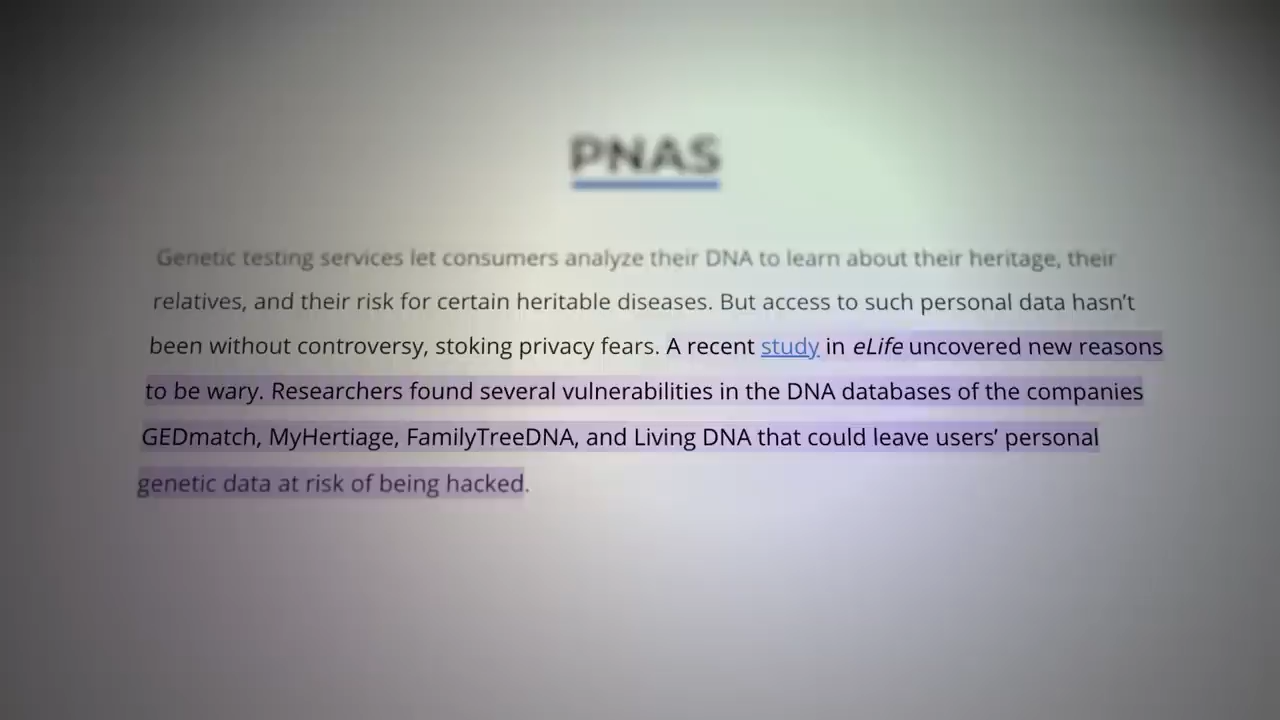 PNAS
Genetic testing services let consumers analyze their DNA to learn about their heritage, their
relatives, and their risk for certain heritable diseases. But access to such personal data hasn't
been without controversy, stoking privacy fears. A recent study in eLife uncovered new reasons
to be wary. Researchers found several vulnerabilities in the DNA databases of the companies
GEDmatch, MyHertiage, FamilyTreeDNA, and Living DNA that could leave users' personal
genetic data at risk of being hacked.